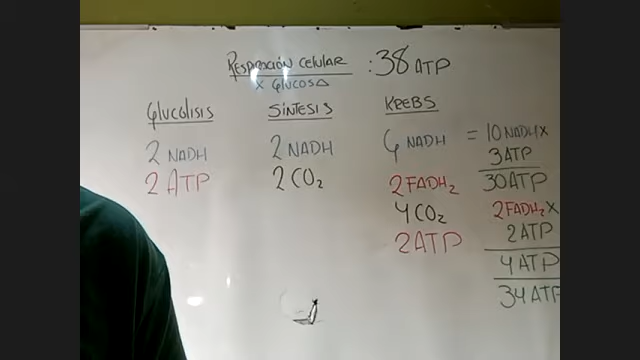 Respiración celular : 38 ATP
x Glucosa
Glucolisis
2 NADH
2 ATP
Síntesis
2 NADH
2 CO₂
Krebs
6 NADH
2 FADH₂
4 CO₂
2 ATP
= 10 NADH x
3 ATP
30 ATP
2 FADH₂ x
2 ATP
4 ATP
34 ATP